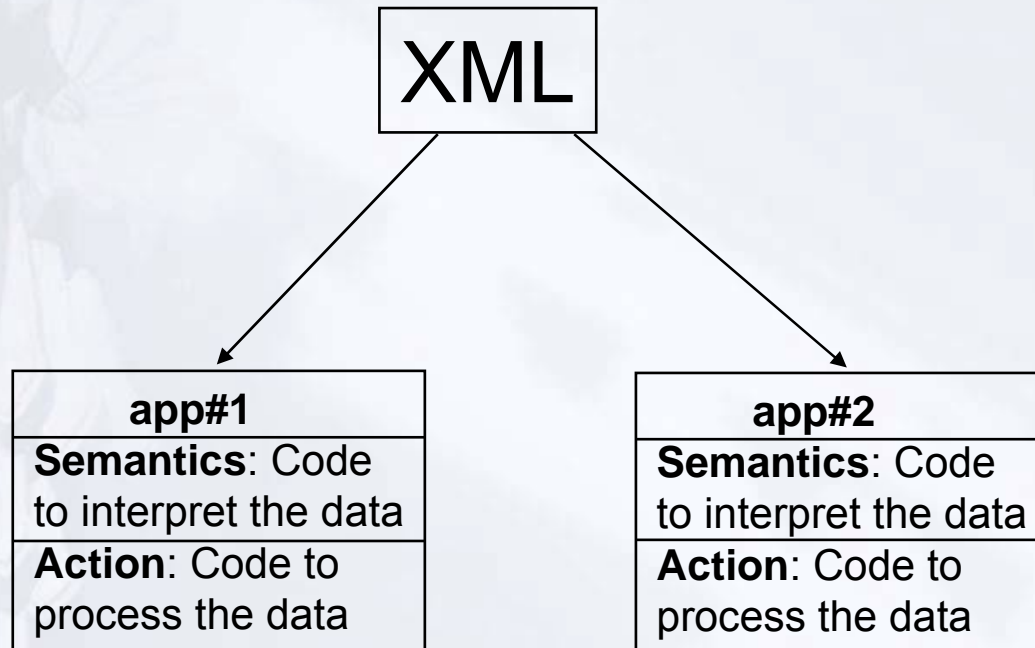 XML
app#1
Semantics: Code
to interpret the data
Action: Code to
process the data
app#2
Semantics: Code
to interpret the data
Action: Code to
process the data